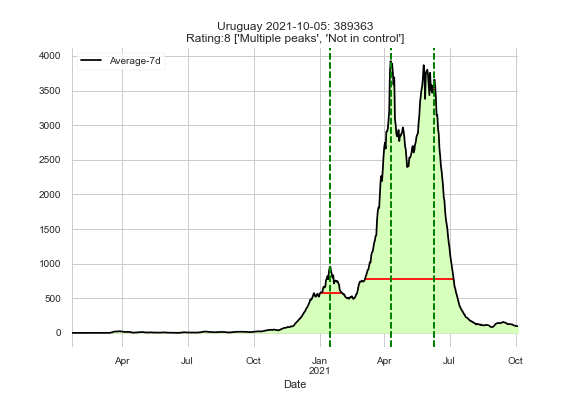 Uruguay 2021-10-05: 389363
Rating:8 ['Multiple peaks', 'Not in control']
Average-7d
4000
3500
3000
2500
2000
1500
1000
500
0
Apr Jul Oct Jan Apr Jul Oct
2021
Date